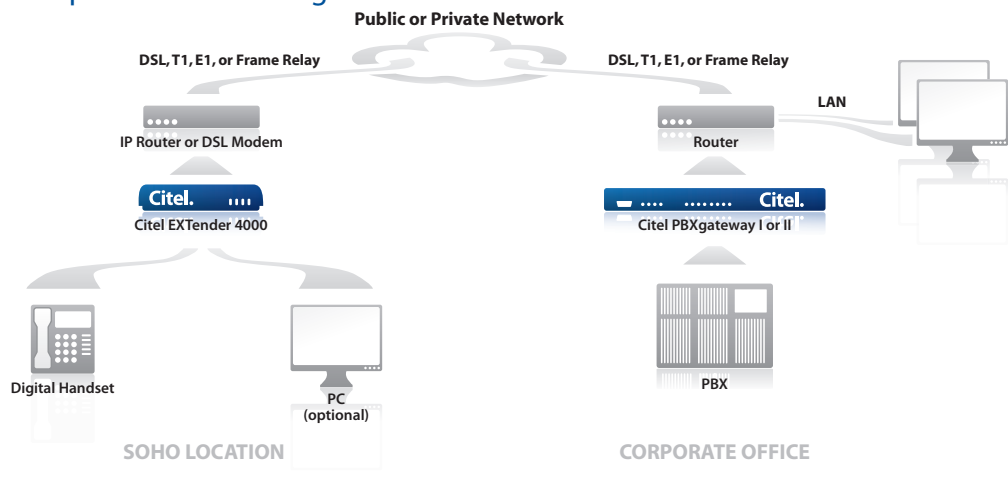 Public or Private Network
DSL, T1, E1, or Frame Relay
DSL, T1, E1, or Frame Relay
LAN
IP Router or DSL Modem
Router
Citel.
Citel.
Citel EXTender 4000
Citel PBXgateway I or II
Digital Handset
PC
(optional)
PBX
SOHO LOCATION
CORPORATE OFFICE